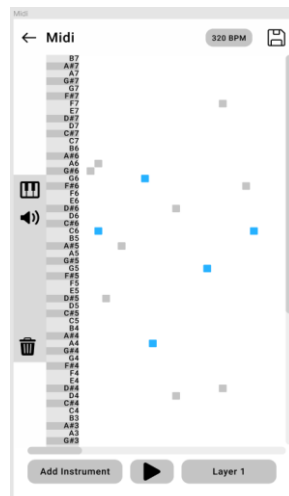 Midi
Midi
320 BPM
B7
A#7
A7
G#7
G7
F#7
F7
E7
D#7
D7
C#7
C7
B6
A#6
A6
G#6
G6
F#6
F6
E6
D#6
D6
C#6
C6
B5
A#5
A5
G#5
G5
F#5
F5
E5
D#5
D5
C#5
C5
B4
A#4
A4
G#4
G4
F#4
F4
E4
D#4
D4
C#4
C4
B3
A#3
A3
G#3
Add Instrument
Layer 1